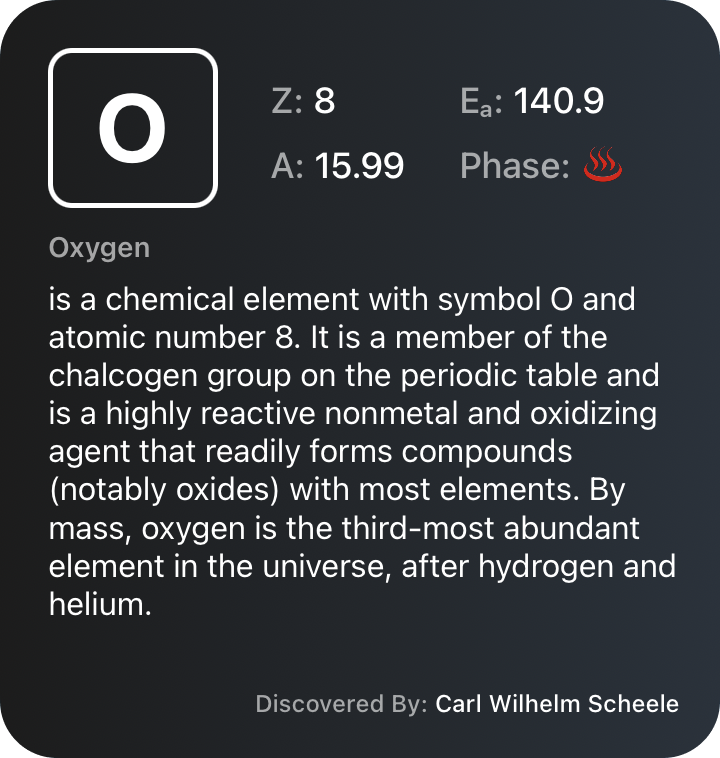 O
Z: 8
Eₐ: 140.9
A: 15.99
Phase: ♨️
Oxygen
is a chemical element with symbol O and
atomic number 8. It is a member of the
chalcogen group on the periodic table and
is a highly reactive nonmetal and oxidizing
agent that readily forms compounds
(notably oxides) with most elements. By
mass, oxygen is the third-most abundant
element in the universe, after hydrogen and
helium.
Discovered By: Carl Wilhelm Scheele